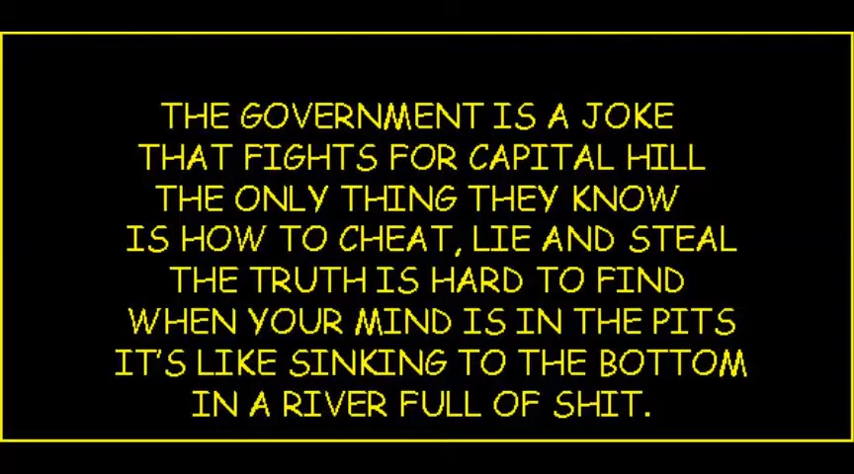 THE GOVERNMENT IS A JOKE
THAT FIGHTS FOR CAPITAL HILL
THE ONLY THING THEY KNOW
IS HOW TO CHEAT, LIE AND STEAL
THE TRUTH IS HARD TO FIND
WHEN YOUR MIND IS IN THE PITS
IT'S LIKE SINKING TO THE BOTTOM
IN A RIVER FULL OF SHIT.